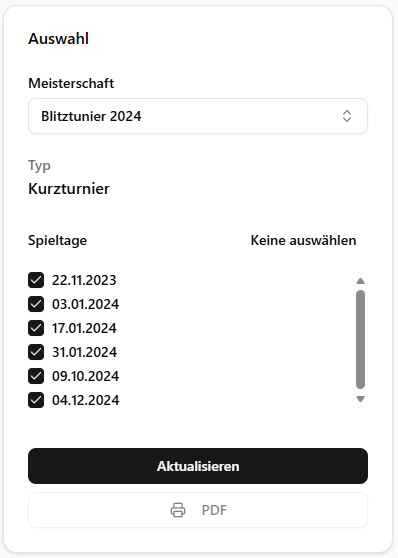 Auswahl
Meisterschaft
Blitztunier 2024
Typ
Kurzturnier
Spieltage Keine auswählen
22.11.2023
03.01.2024
17.01.2024
31.01.2024
09.10.2024
04.12.2024
Aktualisieren
PDF